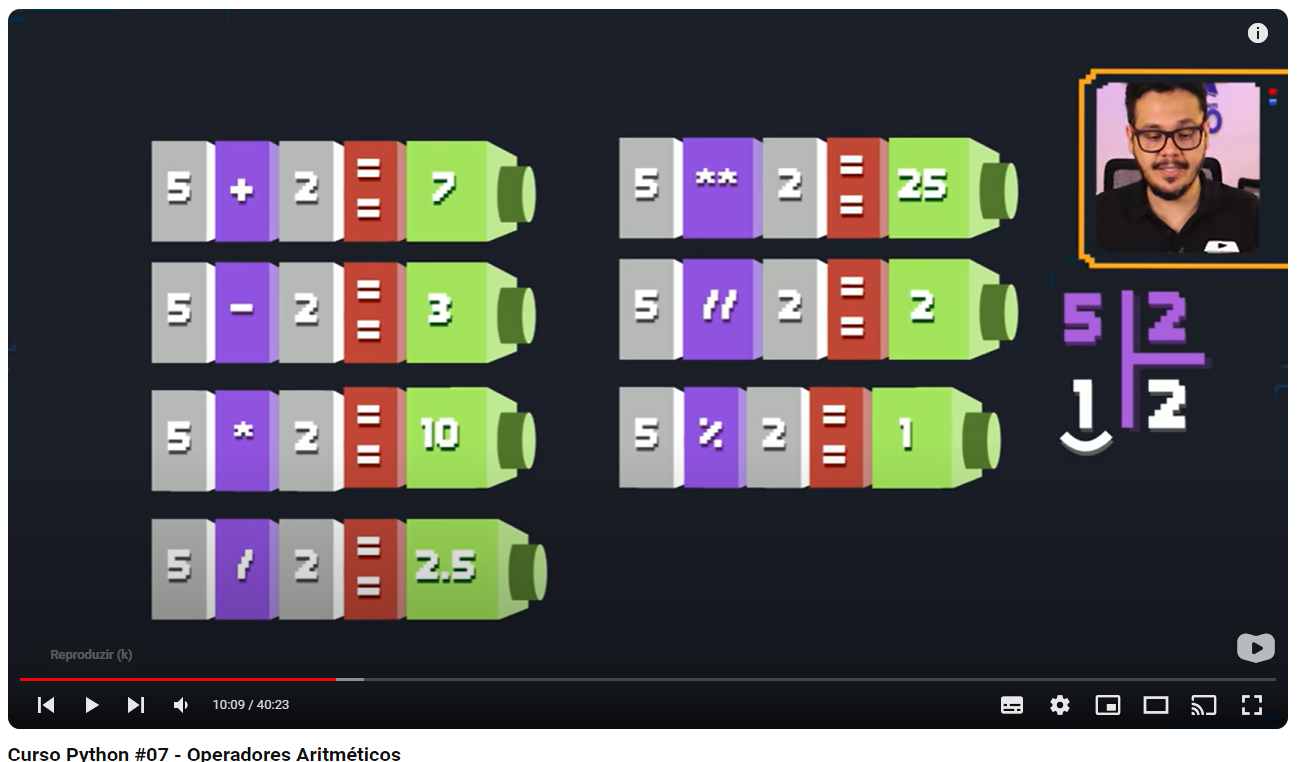 5 + 2 == 7
5 - 2 == 3
5 * 2 == 10
5 / 2 == 2.5
5 ** 2 == 25
5 // 2 == 2
5 % 2 == 1
5 2
1 2
Reproduzir (k)
10:09 / 40:23
Curso Python #07 - Operadores Aritméticos